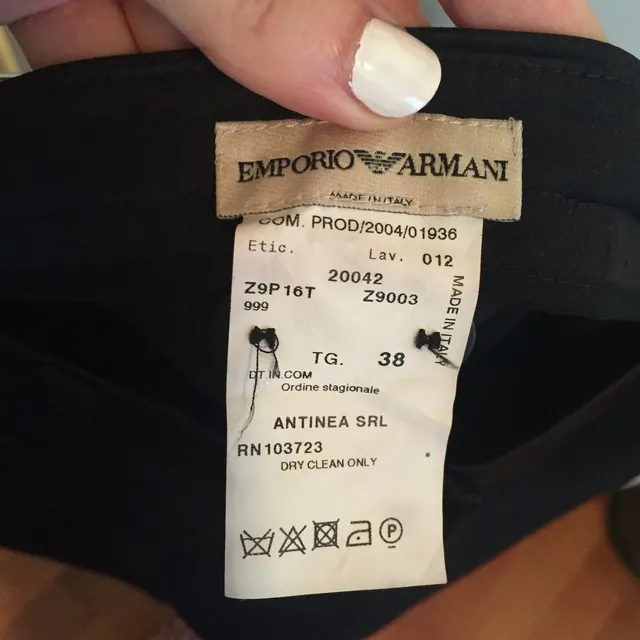 EMPORIO ARMANI
MADE IN ITALY
COM. PROD/2004/01936
Etic. Lav. 012
20042
Z9P16T Z9003
999
MADE IN ITALY
TG. 38
DT.IN.COM
Ordine stagionale
ANTINEA SRL
RN103723
DRY CLEAN ONLY *
P